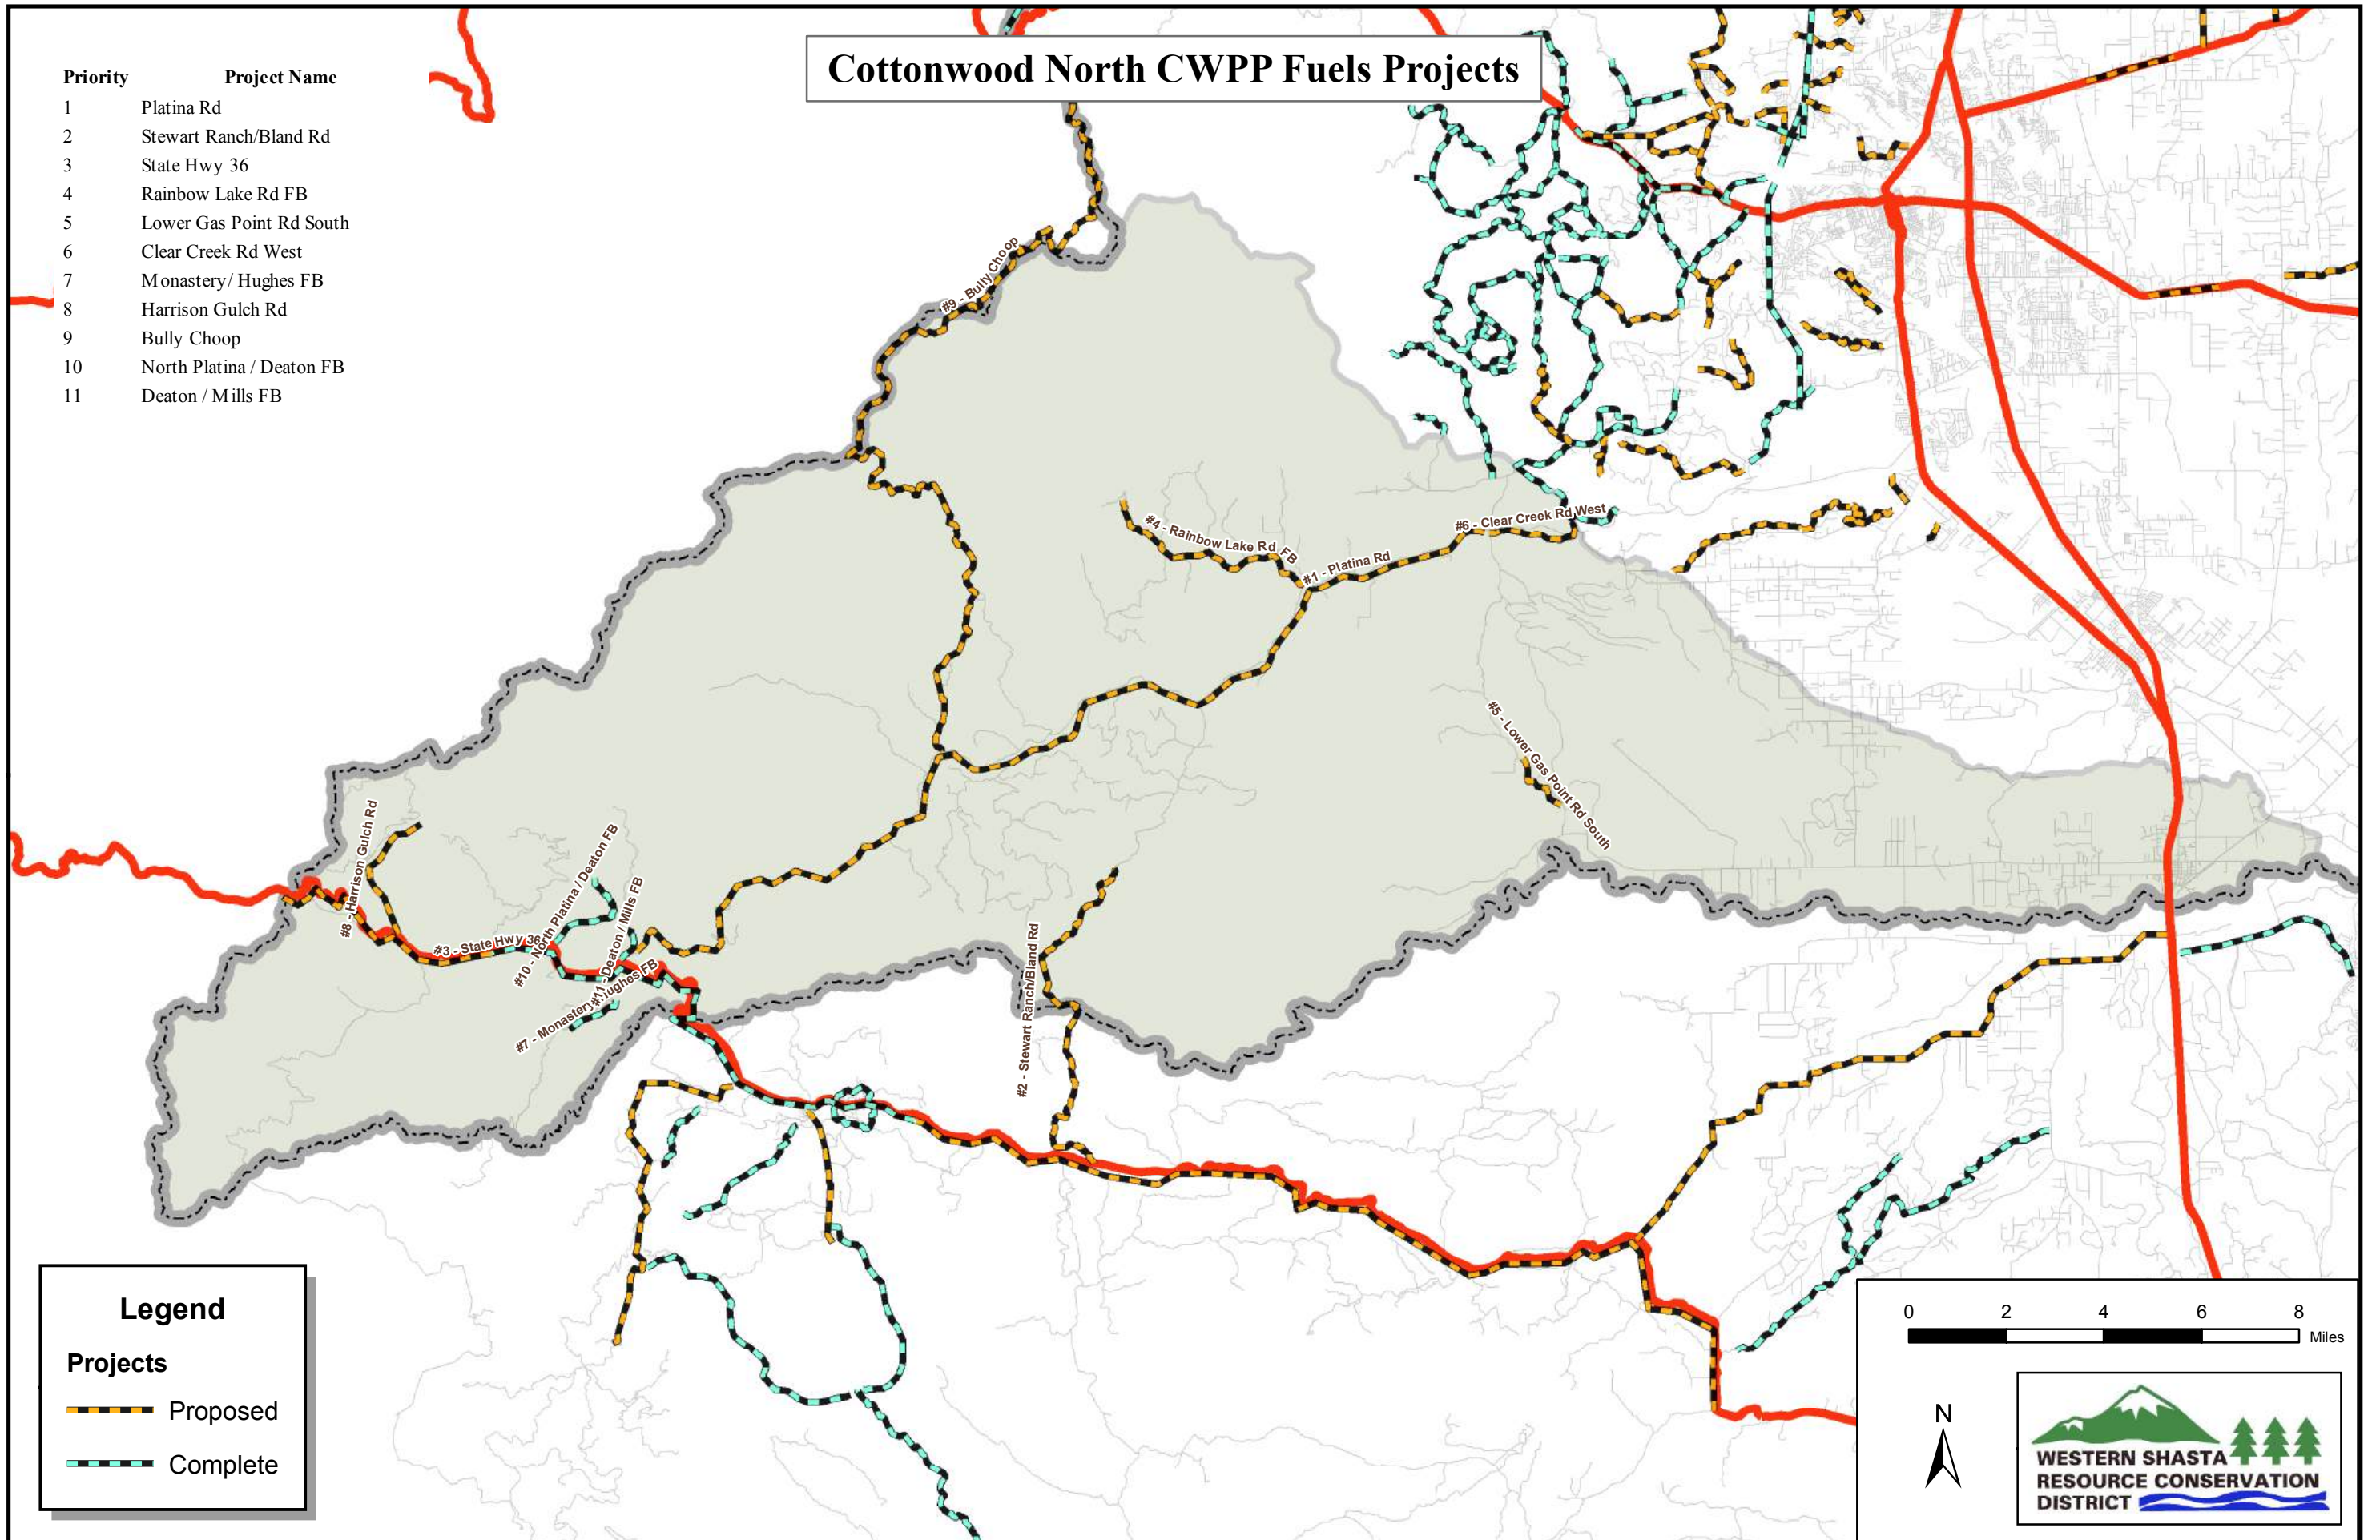 Cottonwood North CWPP Fuels Projects
Priority Project Name
1 Platina Rd
2 Stewart Ranch/Bland Rd
3 State Hwy 36
4 Rainbow Lake Rd FB
5 Lower Gas Point Rd South
6 Clear Creek Rd West
7 Monastery/ Hughes FB
8 Harrison Gulch Rd
9 Bully Choop
10 North Platina / Deaton FB
11 Deaton / Mills FB
#9 - Bully Choop
#4 - Rainbow Lake Rd FB
#6 - Clear Creek Rd West
#1 - Platina Rd
#5 - Lower Gas Point Rd South
#8 - Harrison Gulch Rd
#10 - North Platina / Deaton FB
#11 - Deaton / Mills FB
#3 - State Hwy 36
#7 - Monastery/ Hughes FB
#2 - Stewart Ranch/Bland Rd
Legend
Projects
Proposed
Complete
0 2 4 6 8
Miles
N
WESTERN SHASTA
RESOURCE CONSERVATION
DISTRICT